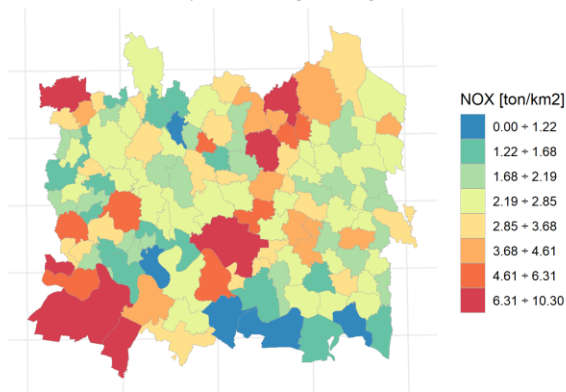 NOX [ton/km2]
0.00 ÷ 1.22
1.22 ÷ 1.68
1.68 ÷ 2.19
2.19 ÷ 2.85
2.85 ÷ 3.68
3.68 ÷ 4.61
4.61 ÷ 6.31
6.31 ÷ 10.30